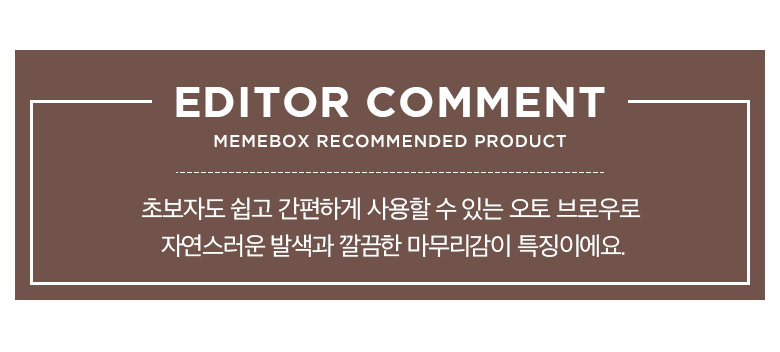 EDITOR COMMENT
MEMEBOX RECOMMENDED PRODUCT
초보자도 쉽고 간편하게 사용할 수 있는 오토 브로우로
자연스러운 발색과 깔끔한 마무리감이 특징이에요.